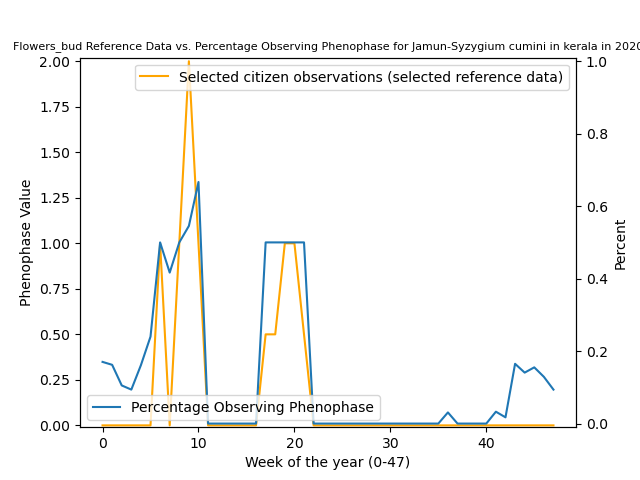 Flowers_bud Reference Data vs. Percentage Observing Phenophase for Jamun-Syzygium cumini in kerala in 2020
Selected citizen observations (selected reference data)
2.00
1.75
1.50
1.25
1.00
0.75
0.50
0.25
0.00
Phenophase Value
1.0
0.8
0.6
0.4
0.2
0.0
Percent
Percentage Observing Phenophase
0 10 20 30 40
Week of the year (0-47)